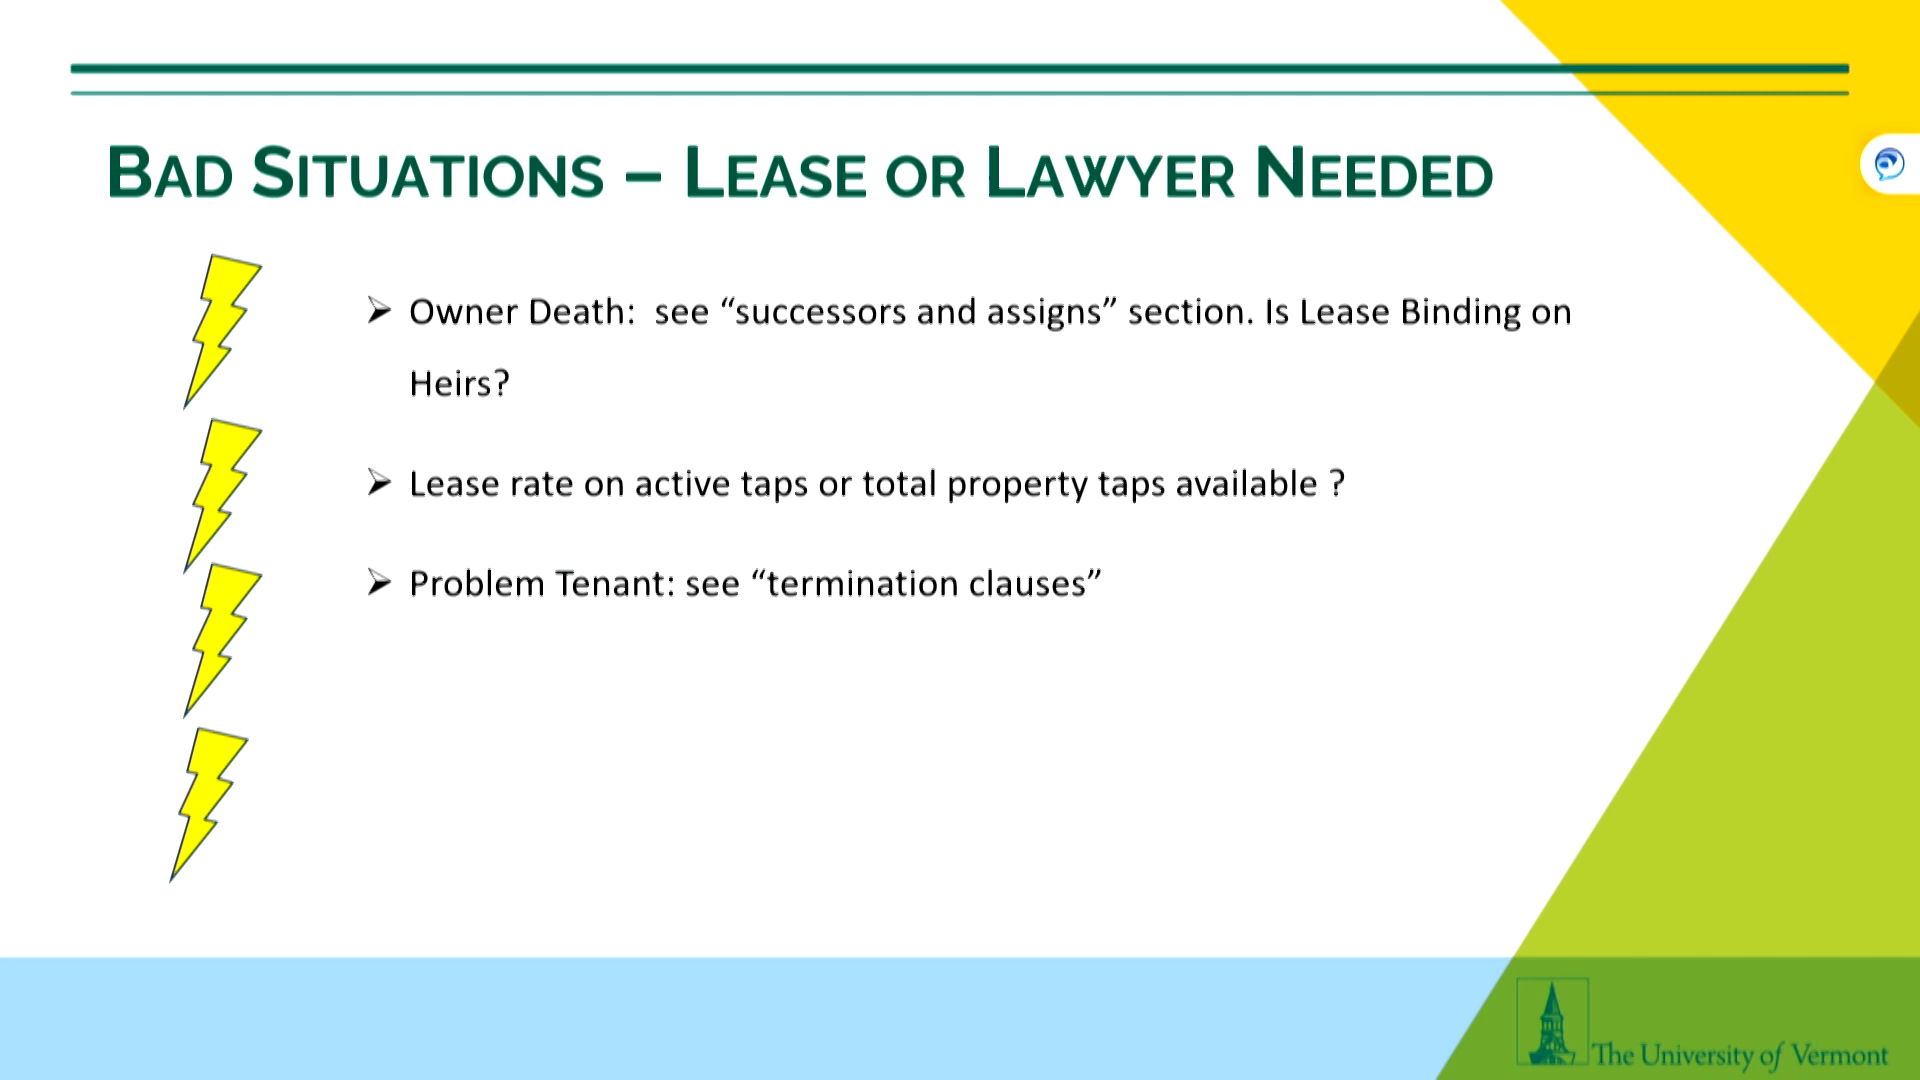 BAD SITUATIONS – LEASE OR LAWYER NEEDED
➢ Owner Death:  see “successors and assigns” section. Is Lease Binding on
Heirs?
➢ Lease rate on active taps or total property taps available ?
➢ Problem Tenant: see “termination clauses”
The University of Vermont